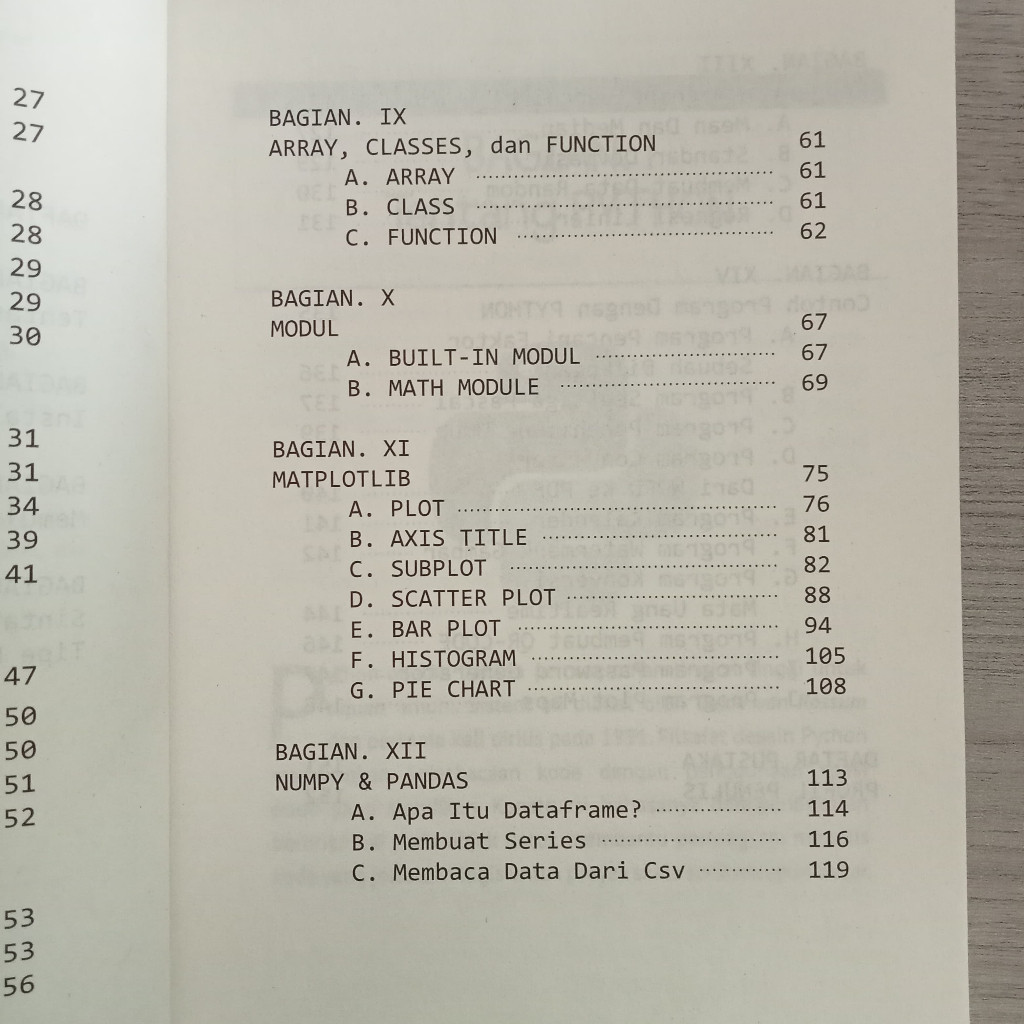 27
27
28
28
29
29
30
31
31
34
39
41
47
50
50
51
52
53
53
56
BAGIAN. IX
ARRAY, CLASSES, dan FUNCTION 61
A. ARRAY 61
B. CLASS 61
C. FUNCTION 62
BAGIAN. X
MODUL 67
A. BUILT-IN MODUL 67
B. MATH MODULE 69
BAGIAN. XI
MATPLOTLIB 75
A. PLOT 76
B. AXIS TITLE 81
C. SUBPLOT 82
D. SCATTER PLOT 88
E. BAR PLOT 94
F. HISTOGRAM 105
G. PIE CHART 108
BAGIAN. XII
NUMPY & PANDAS 113
A. Apa Itu Dataframe? 114
B. Membuat Series 116
C. Membaca Data Dari Csv 119